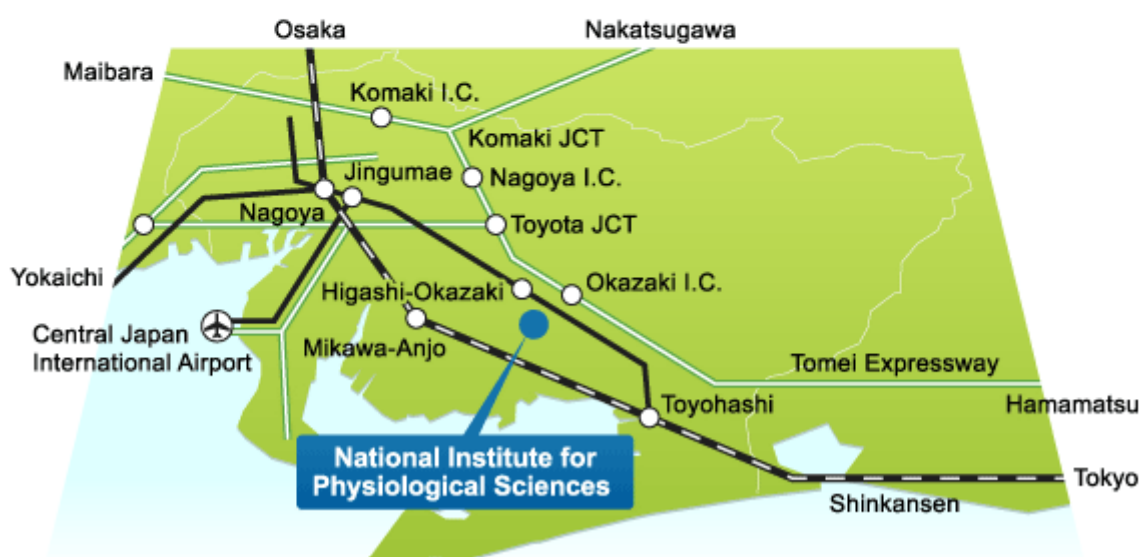 Osaka
Nakatsugawa
Maibara
Komaki I.C.
Komaki JCT
Jingumae
Nagoya I.C.
Nagoya
Toyota JCT
Yokaichi
Higashi-Okazaki
Okazaki I.C.
Central Japan
International Airport
Mikawa-Anjo
Tomei Expressway
Toyohashi
Hamamatsu
National Institute for
Physiological Sciences
Tokyo
Shinkansen